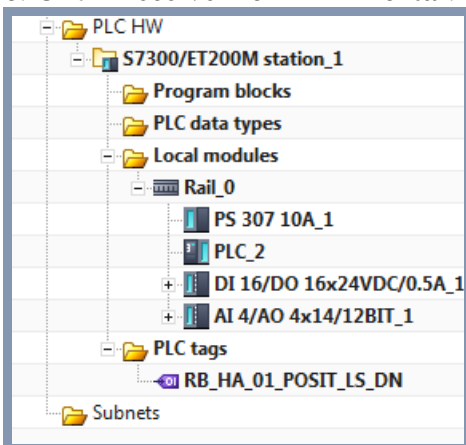 PLC HW
S7300/ET200M station_1
Program blocks
PLC data types
Local modules
Rail_0
PS 307 10A_1
PLC_2
DI 16/DO 16x24VDC/0.5A_1
AI 4/AO 4x14/12BIT_1
PLC tags
RB_HA_01_POSIT_LS_DN
Subnets